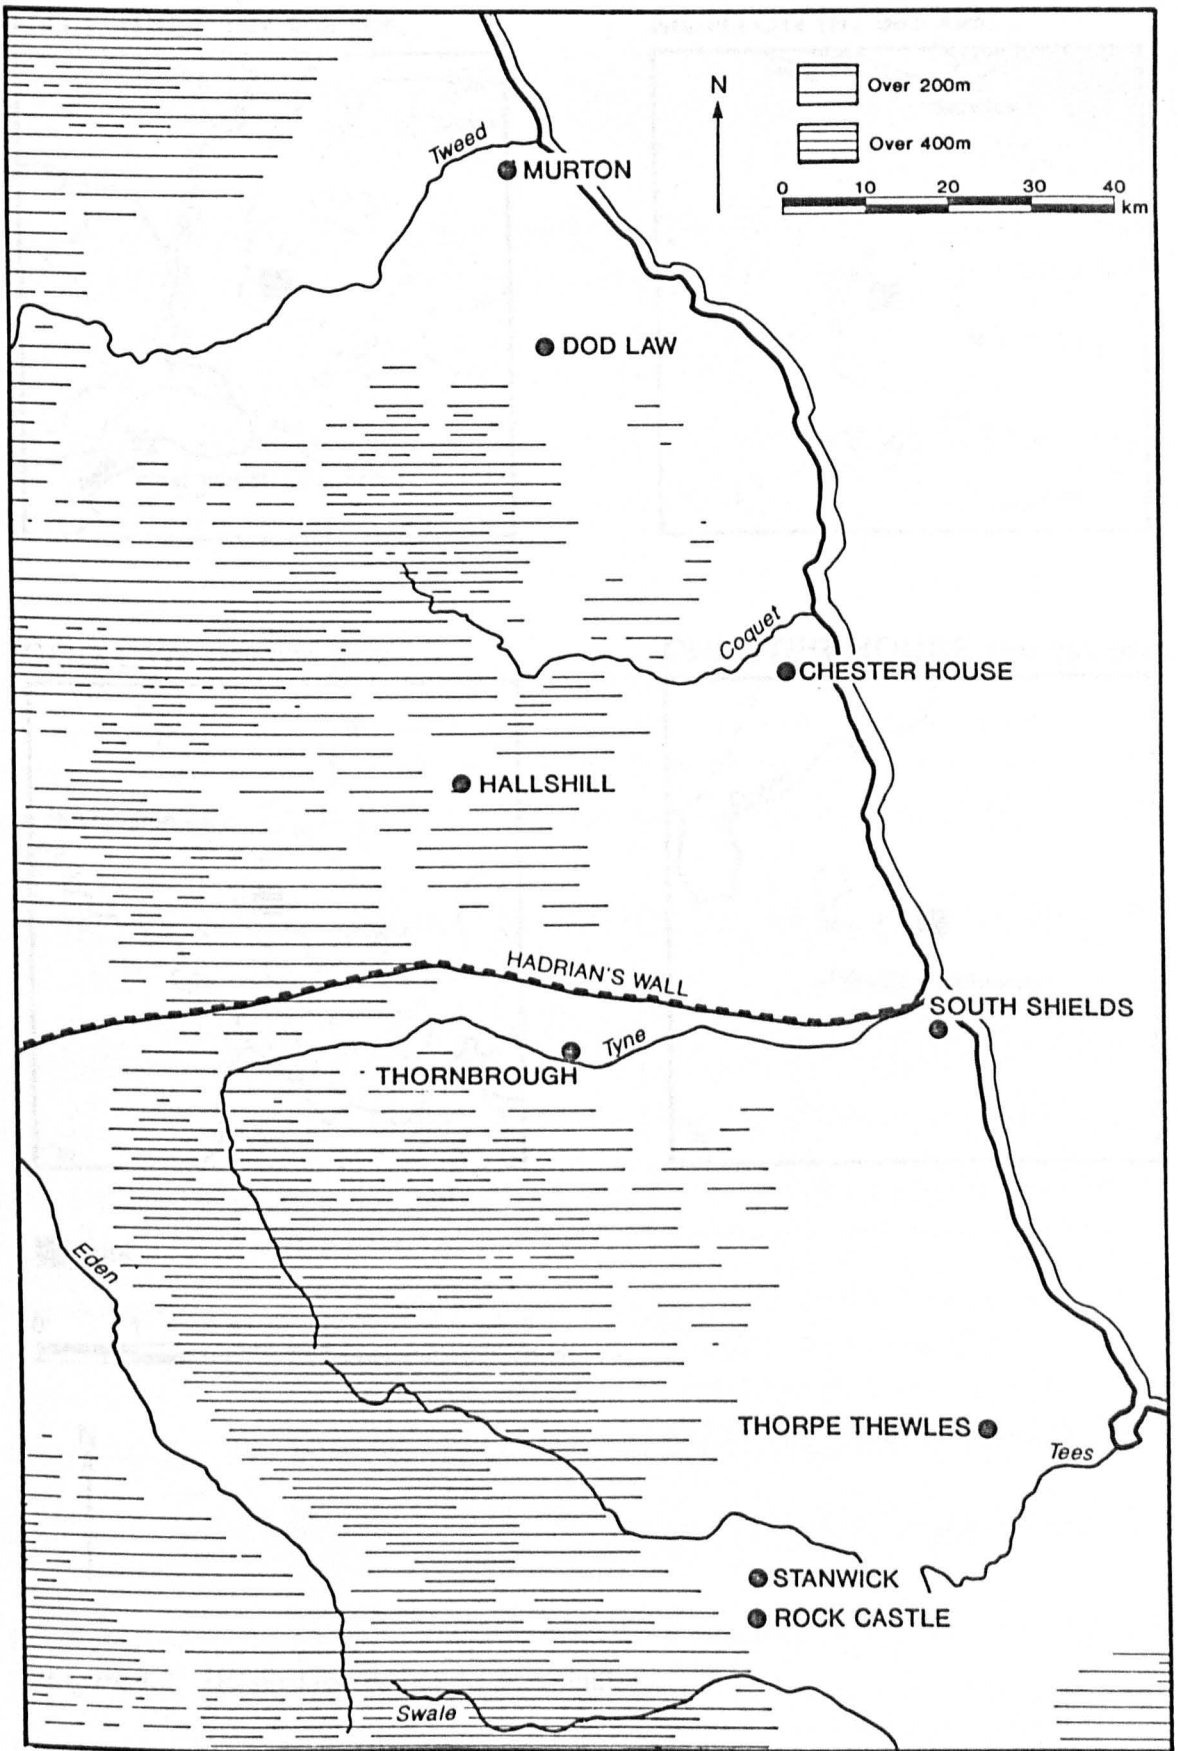 N
Over 200m
Over 400m
0 10 20 30 40
km
Tweed
MURTON
DOD LAW
Coquet
CHESTER HOUSE
HALLSHILL
HADRIAN'S WALL
SOUTH SHIELDS
Tyne
THORNBROUGH
Eden
THORPE THEWLES
Tees
STANWICK
ROCK CASTLE
Swale